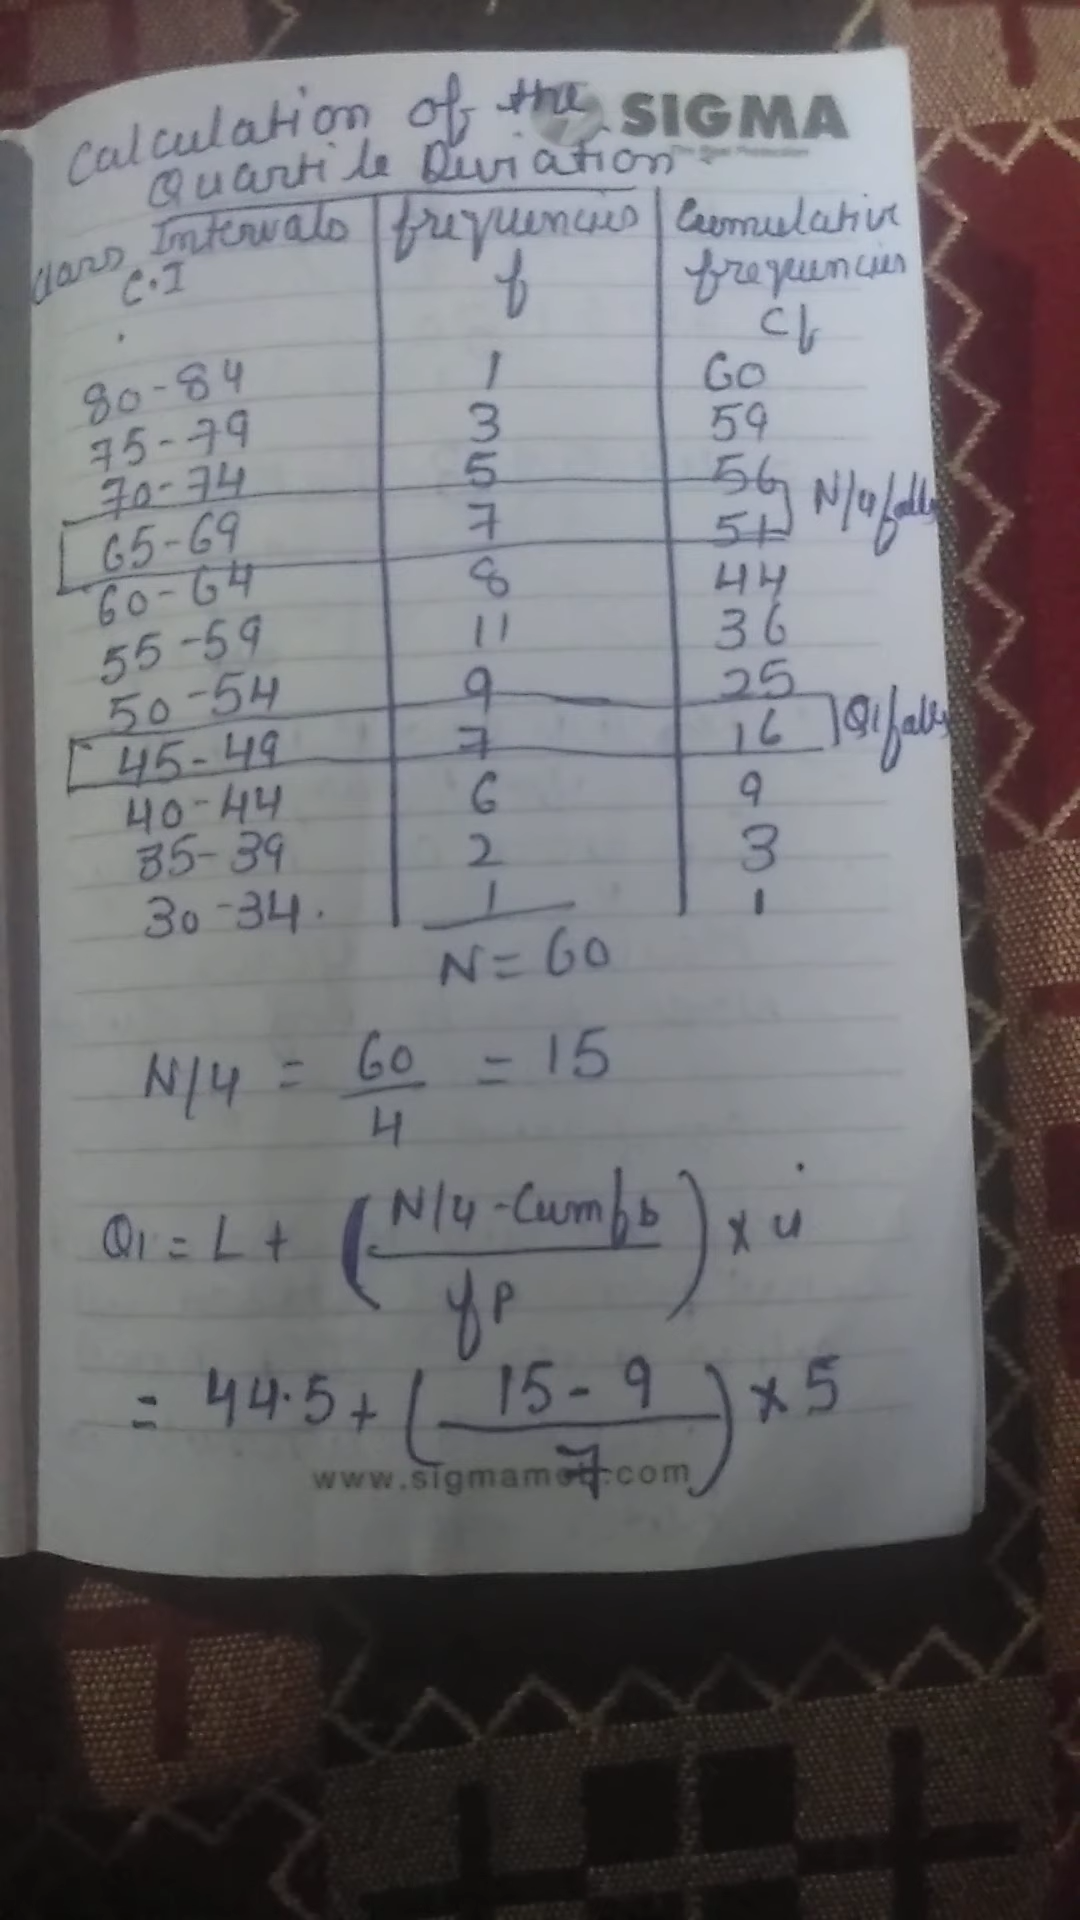 Calculation of the SIGMA
Quartile Deviation
Class Intervals frequencies Cumulative
C.I f frequencies
cf
80-84 1 60
75-79 3 59
70-74 5 56
65-69 7 51 N/4 falls
60-64 8 44
55-59 11 36
50-54 9 25
45-49 7 16 Q1 falls
40-44 6 9
35-39 2 3
30-34. 1 1
N = 60
N/4 = 60/4 = 15
Q1 = L + (N/4 - Cum fb / fp) × i
= 44.5 + (15 - 9 / 7) × 5